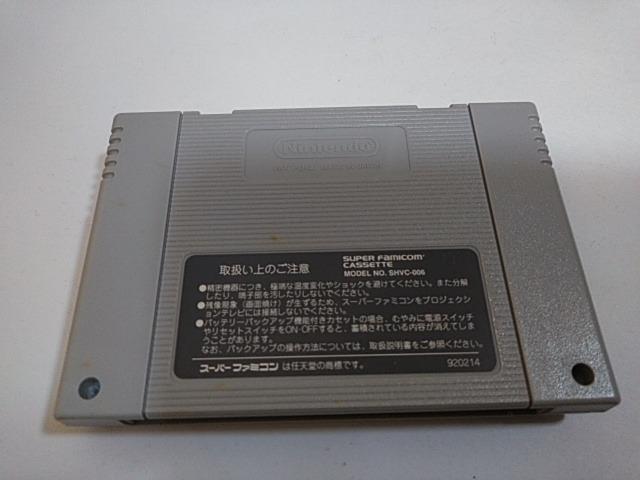 Nintendo
取扱い上のご注意
SUPER FAMICOM
CASSETTE
MODEL NO. SHVC-006
●精密機器につき、極端な温度変化やショックを避けてください。また分解
したり、端子部を汚したりしないでください。
●残像現象（画面焼け）が生ずるため、スーパーファミコンをプロジェクシ
ョンテレビには接続しないでください。
●バッテリーバックアップ機能付きカセットの場合、むやみに電源スイッチ
やリセットスイッチをON・OFFすると、蓄積されている内容が消えてしま
うことがあります。
なお、バックアップの操作方法については、取扱説明書をご参照ください。
スーパーファミコン は任天堂の商標です。
920214